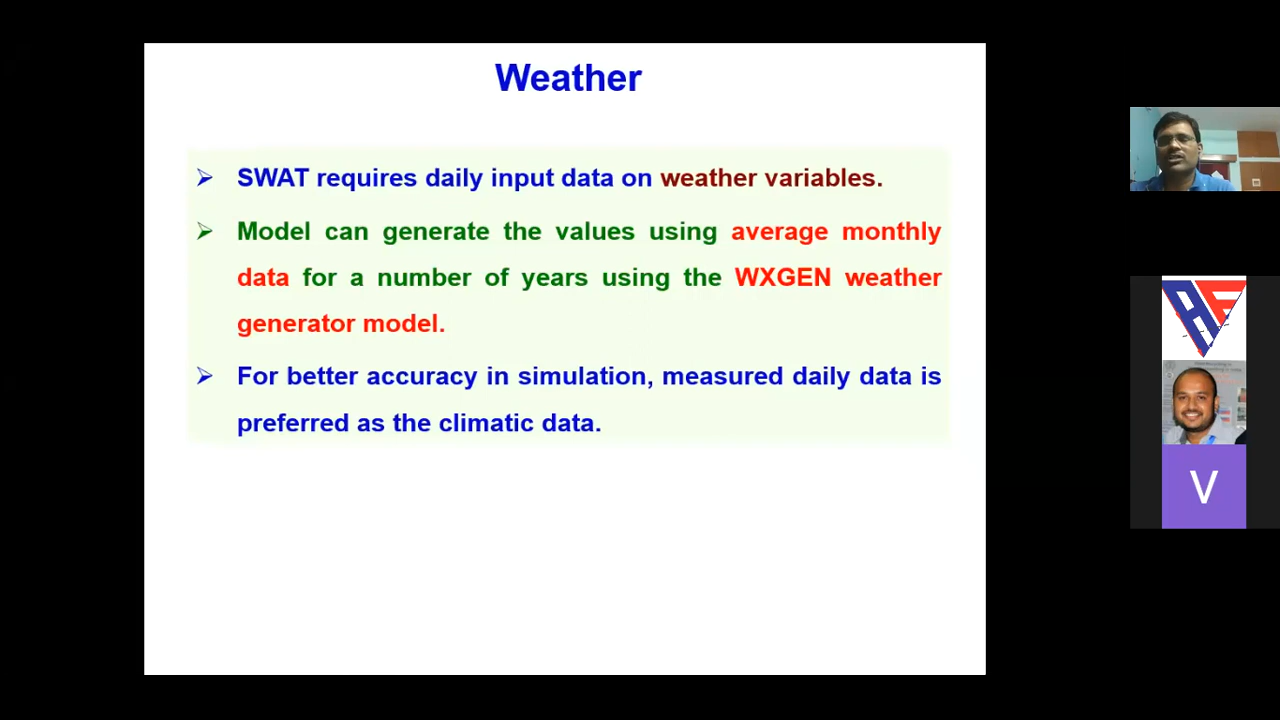 Weather
➢ SWAT requires daily input data on weather variables.
➢ Model can generate the values using average monthly
data for a number of years using the WXGEN weather
generator model.
➢ For better accuracy in simulation, measured daily data is
preferred as the climatic data.
AF
V